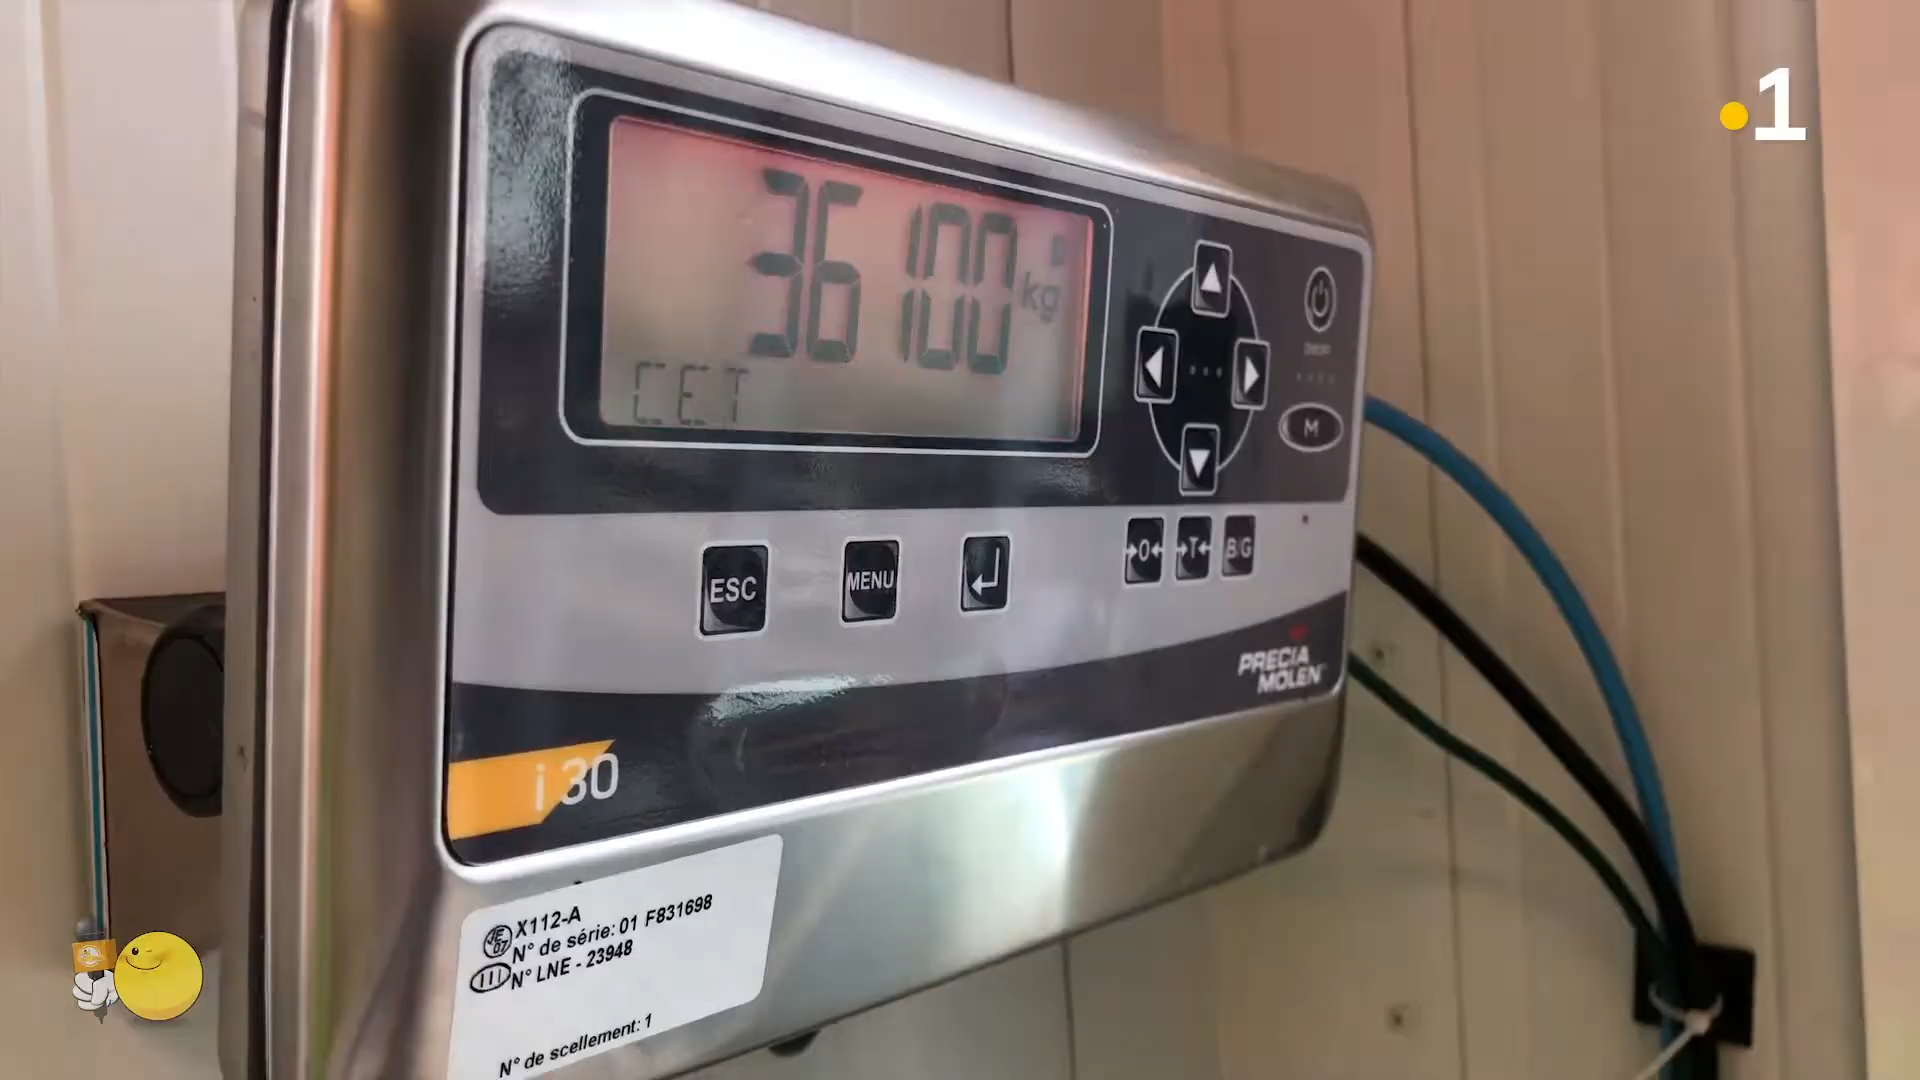 1
36100 kg
CET
M
ESC
MENU
→0←
→T←
B/G
PRECIA
MOLEN
i 30
X112-A
N° de série: 01 F831698
N° LNE - 23948
N° de scellement: 1